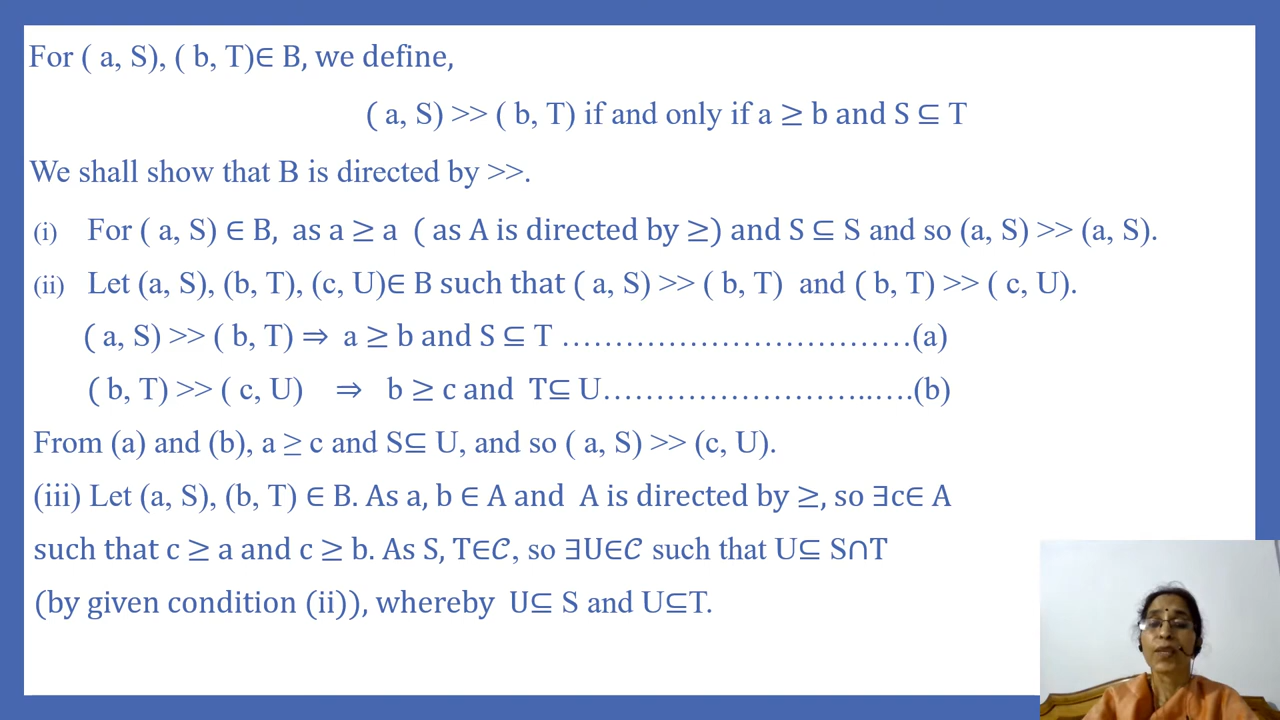 For ( a, S), ( b, T)∈ B, we define,
( a, S) >> ( b, T) if and only if a ≥ b and S ⊆ T
We shall show that B is directed by >>.
(i) For ( a, S) ∈ B, as a ≥ a ( as A is directed by ≥) and S ⊆ S and so (a, S) >> (a, S).
(ii) Let (a, S), (b, T), (c, U)∈ B such that ( a, S) >> ( b, T) and ( b, T) >> ( c, U).
( a, S) >> ( b, T) ⇒ a ≥ b and S ⊆ T ……………………………(a)
( b, T) >> ( c, U) ⇒ b ≥ c and T⊆ U……………………..….(b)
From (a) and (b), a ≥ c and S⊆ U, and so ( a, S) >> (c, U).
(iii) Let (a, S), (b, T) ∈ B. As a, b ∈ A and A is directed by ≥, so ∃c∈ A
such that c ≥ a and c ≥ b. As S, T∈𝒞, so ∃U∈𝒞 such that U⊆ S∩T
(by given condition (ii)), whereby U⊆ S and U⊆T.